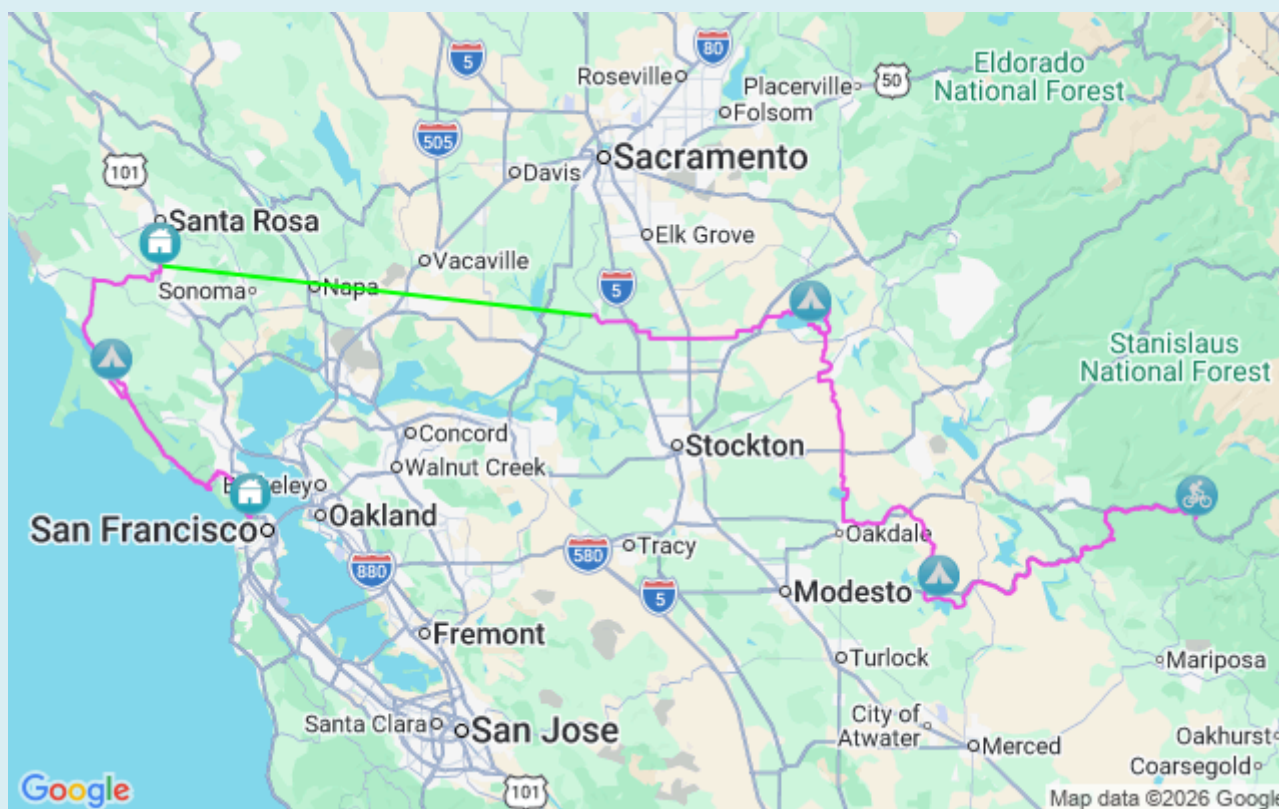 Eldorado
National Forest
5
80
Roseville
Placerville
50
Folsom
505
101
Davis
Sacramento
Santa Rosa
Elk Grove
Vacaville
5
Sonoma
Napa
Stanislaus
National Forest
Concord
Stockton
Walnut Creek
Oakland
San Francisco
Oakdale
580
Tracy
880
5
Modesto
Fremont
Turlock
Mariposa
Santa Clara
San Jose
City of
Atwater
Merced
Oakhurst
Coarsegold
Google
101
Map data ©2026 Google